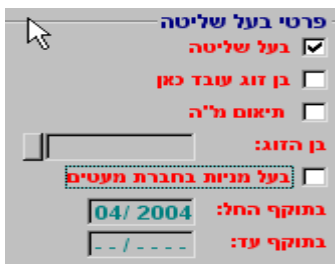 פרטי בעל שליטה
בעל שליטה
בן זוג עובד כאן
תיאום מ"ה
בן הזוג:
בעל מניות בחברת מעטים
בתוקף החל: 04/ 2004
בתוקף עד: - - / - - - -